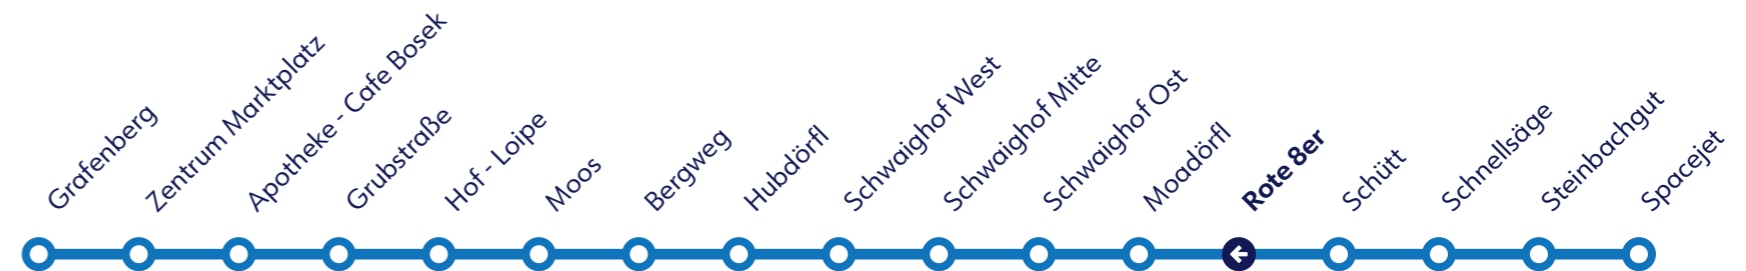 Grafenberg
Zentrum Marktplatz
Apotheke - Cafe Bosek
Grubstraße
Hof - Loipe
Moos
Bergweg
Hubdörfl
Schwaighof West
Schwaighof Mitte
Schwaighof Ost
Moadörfl
Rote 8er
Schütt
Schnellsäge
Steinbachgut
Spacejet